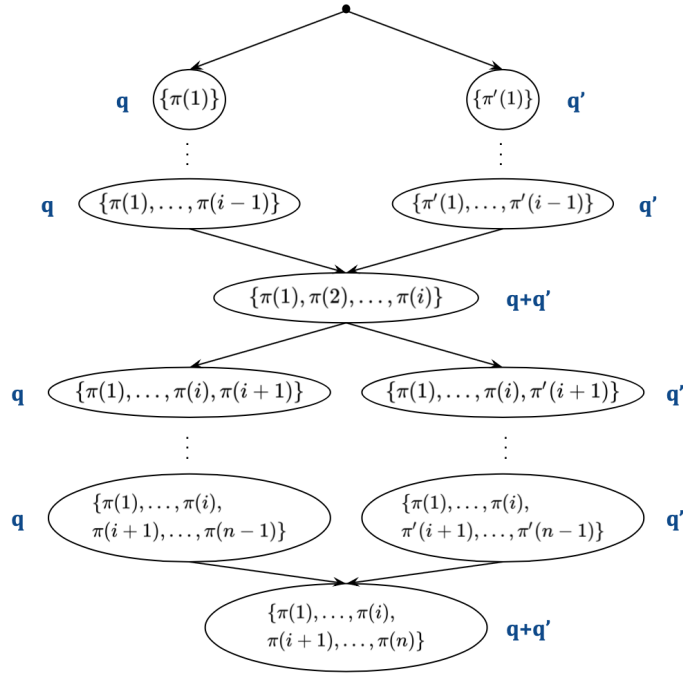 q {π(1)} {π′(1)} q’
q {π(1), . . . , π(i − 1)} {π′(1), . . . , π′(i − 1)} q’
{π(1), π(2), . . . , π(i)} q+q’
q {π(1), . . . , π(i), π(i + 1)} {π(1), . . . , π(i), π′(i + 1)} q’
{π(1), . . . , π(i), {π(1), . . . , π(i),
q π(i + 1), . . . , π(n − 1)} π′(i + 1), . . . , π′(n − 1)} q’
{π(1), . . . , π(i),
π(i + 1), . . . , π(n)} q+q’